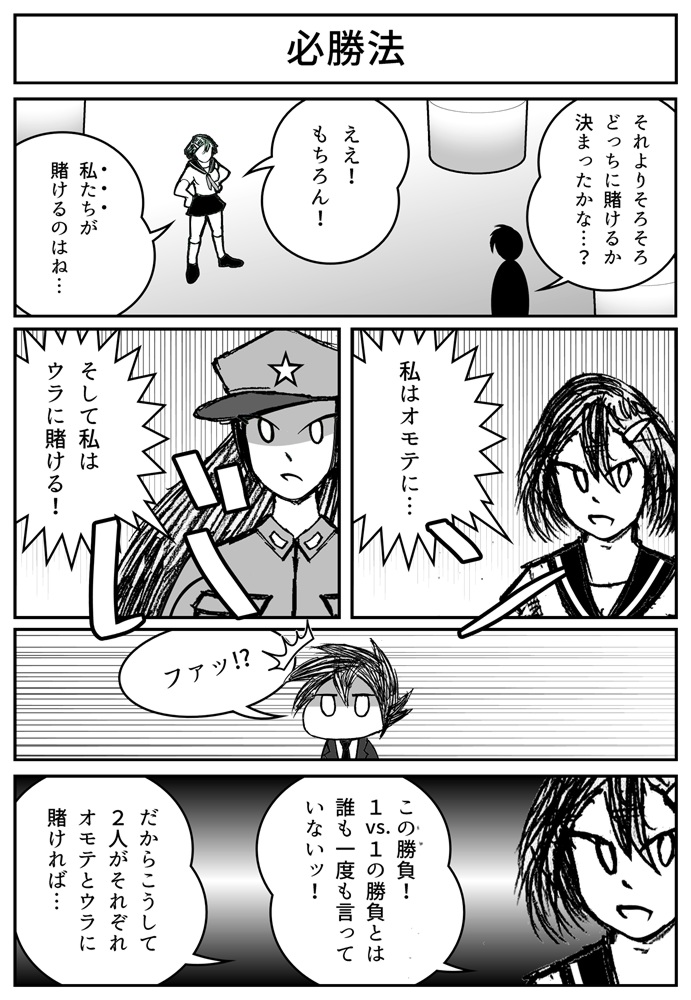 必勝法
それよりそろそろ
どっちに賭けるか
決まったかな…?
ええ!
もちろん!
私たちが
賭けるのはね…
私はオモテに…
バーン
そして私は
ウラに賭ける!
ファッ!?
この勝負!
1vs.1の勝負とは
誰も一度も言って
いないッ!
だからこうして
2人がそれぞれ
オモテとウラに
賭ければ…